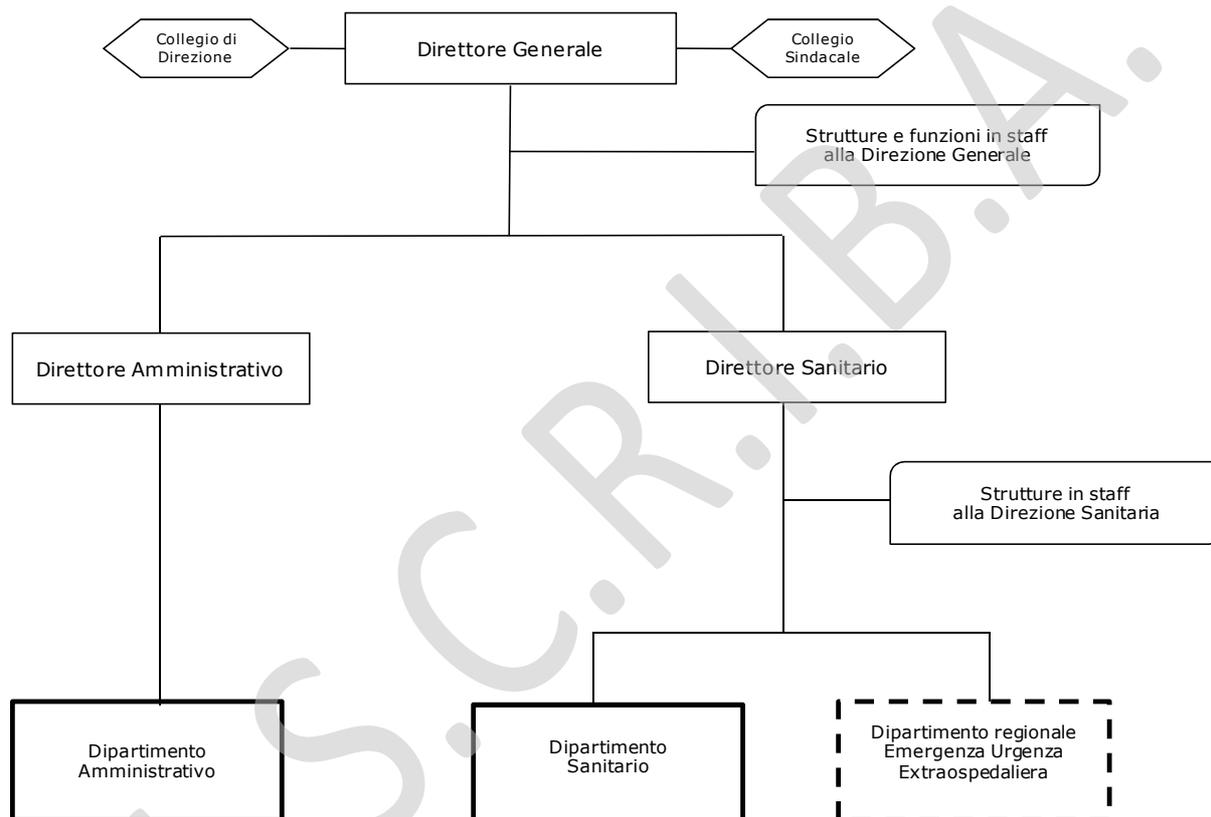 Collegio di
Direzione
Direttore Generale
Collegio
Sindacale
Strutture e funzioni in staff
alla Direzione Generale
Direttore Amministrativo
Direttore Sanitario
Strutture in staff
alla Direzione Sanitaria
Dipartimento
Amministrativo
Dipartimento
Sanitario
Dipartimento regionale
Emergenza Urgenza
Extraospedaliera
S.C.R.I.B.A.